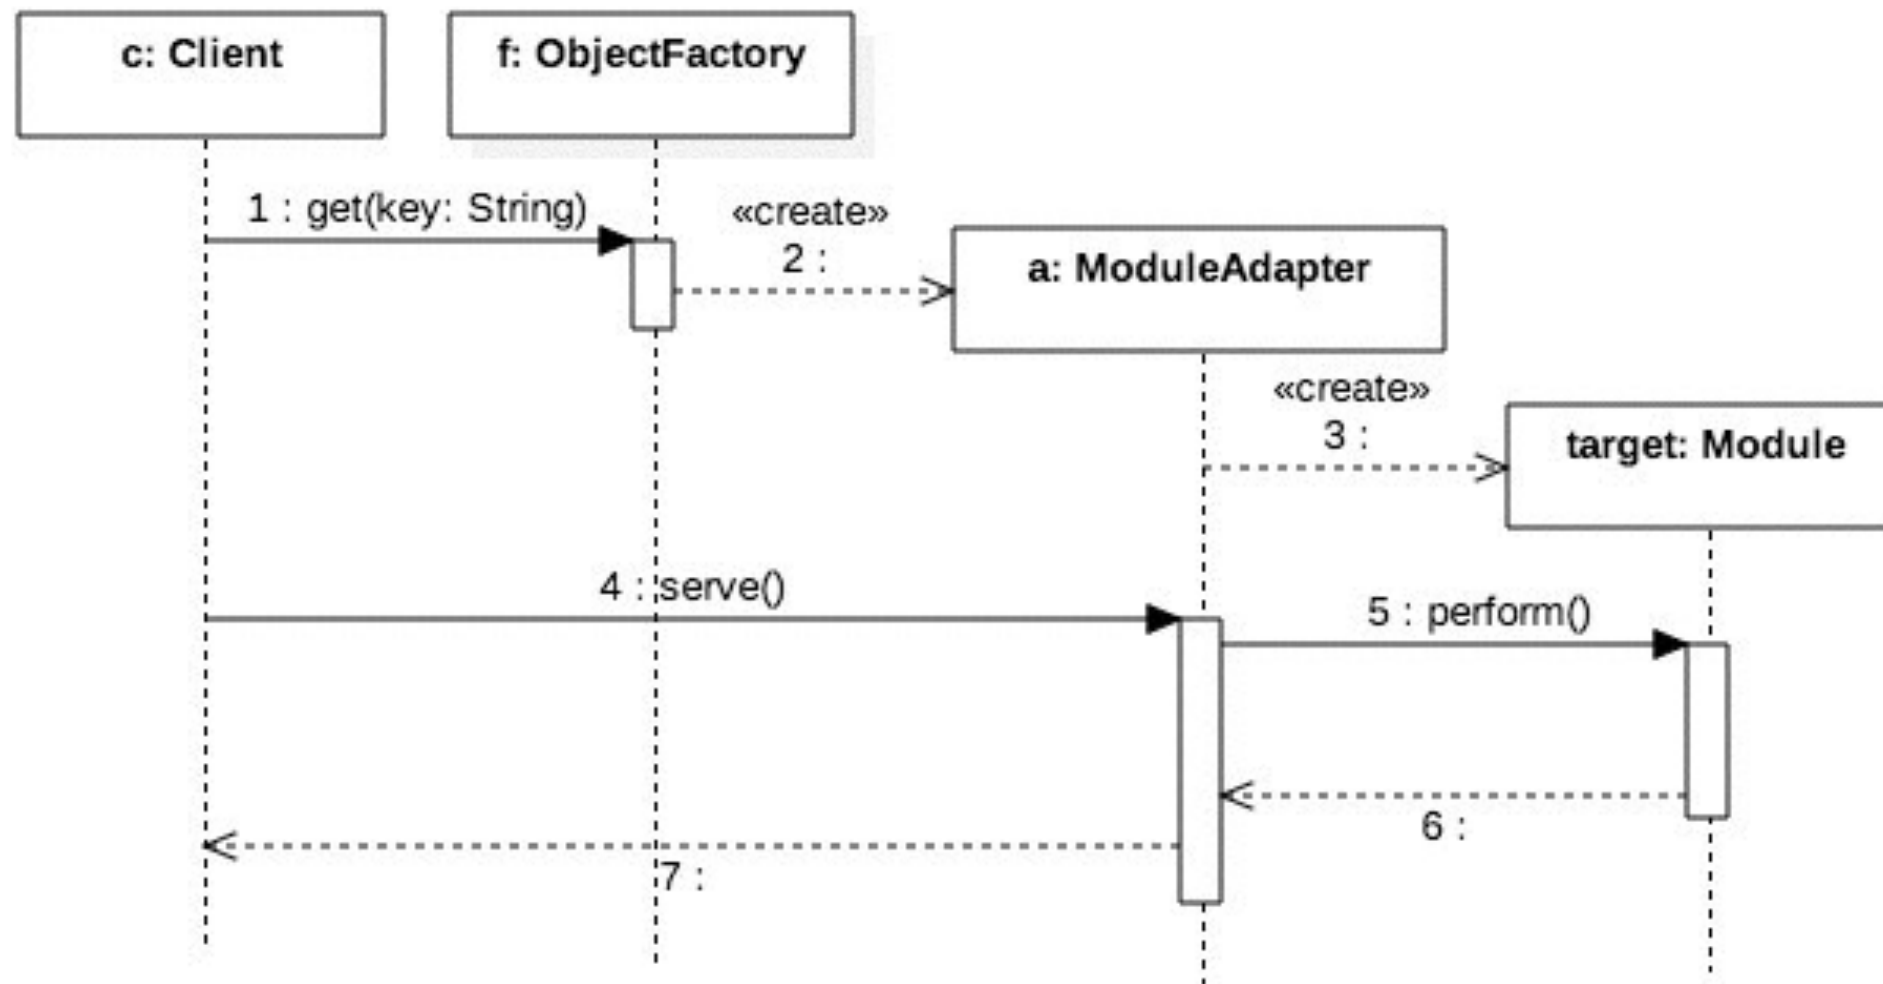 c: Client
f: ObjectFactory
1 : get(key: String)
«create»
2 :
a: ModuleAdapter
«create»
3 :
target: Module
4 : serve()
5 : perform()
6 :
7 :